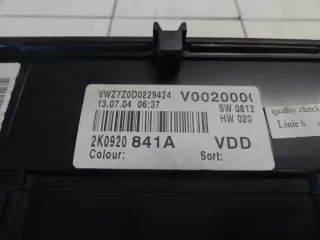 VWZ7Z0D0229424 V0020000
13.07.04 06:37 SW 0812
HW 020
2K0920 841A VDD
Colour: Sort:
quality check
Linie 6